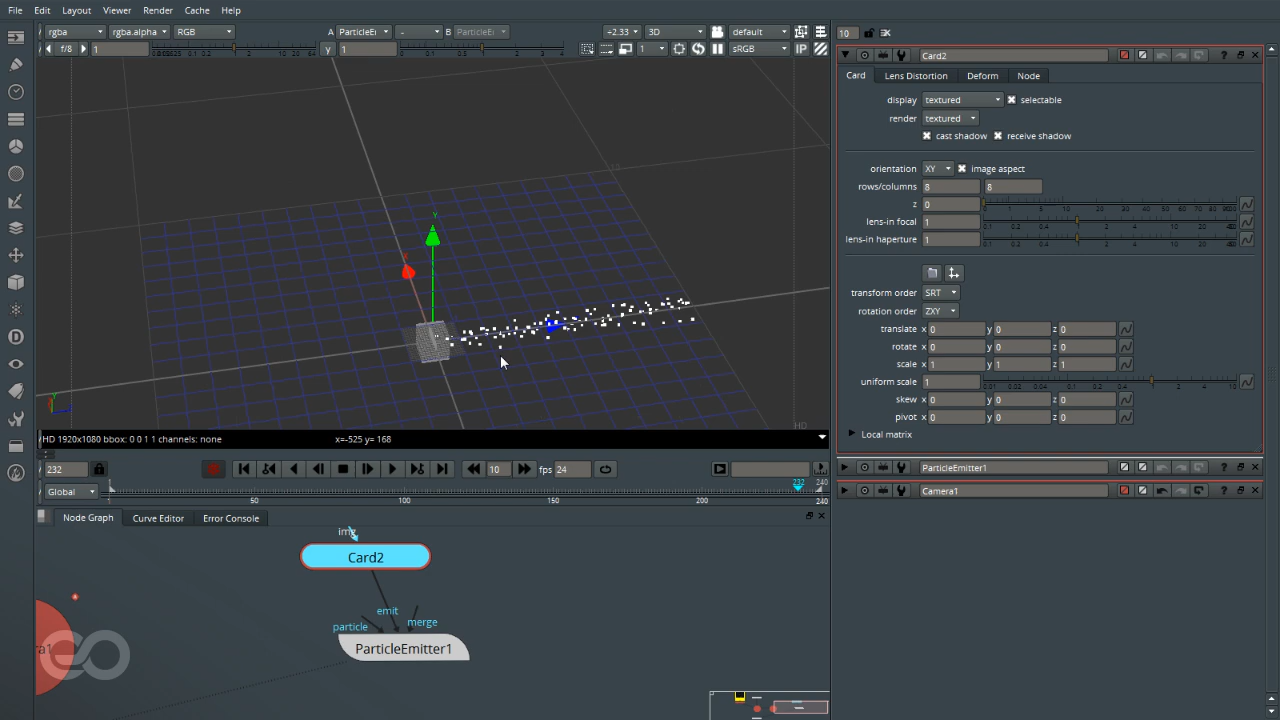 File Edit Layout Viewer Render Cache Help
rgba rgba.alpha RGB A ParticleEi - B ParticleEi +2.33 3D default
f/8 1 y 1 1 sRGB IP
X
Y
HD
HD 1920x1080 bbox: 0 0 1 1 channels: none x=-525 y= 168
232 10 fps 24
Global 50 100 150 200 232 240
240
Node Graph Curve Editor Error Console
img
Card2
emit
particle merge
ParticleEmitter1
10
Card2
Card Lens Distortion Deform Node
display textured selectable
render textured
cast shadow receive shadow
orientation XY image aspect
rows/columns 8 8
z 0
lens-in focal 1
lens-in haperture 1
transform order SRT
rotation order ZXY
translate x 0 y 0 z 0
rotate x 0 y 0 z 0
scale x 1 y 1 z 1
uniform scale 1
skew x 0 y 0 z 0
pivot x 0 y 0 z 0
Local matrix
ParticleEmitter1
Camera1